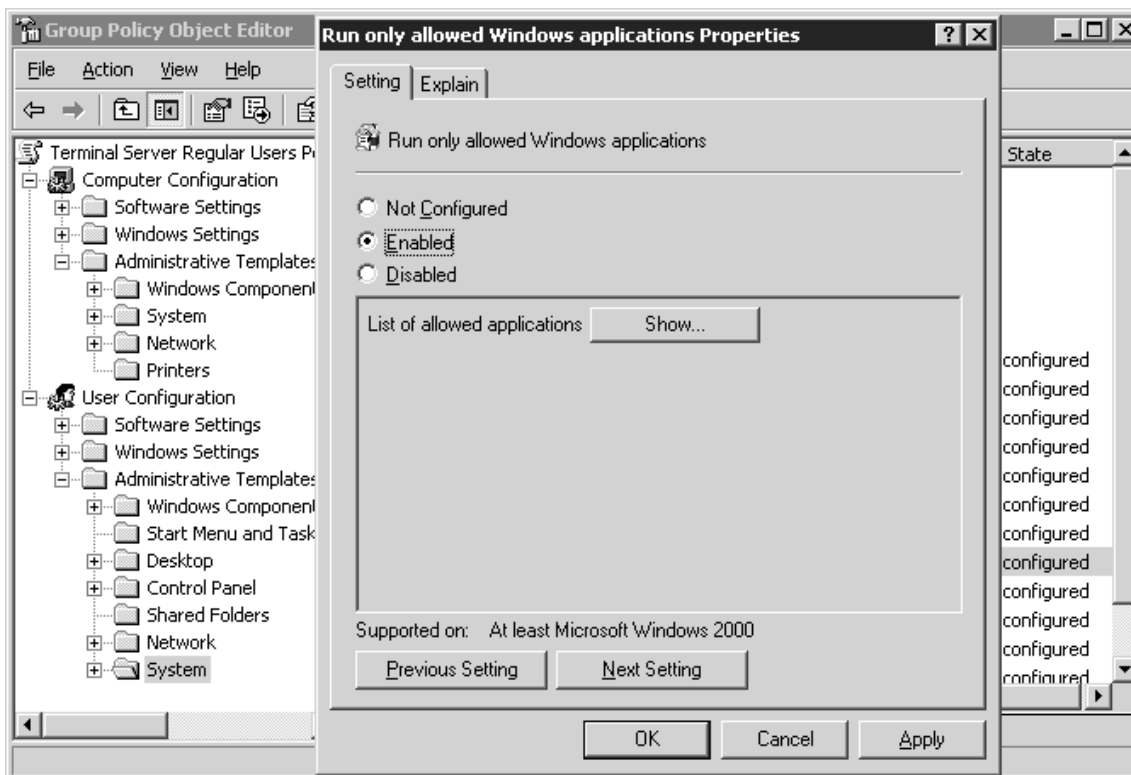 Group Policy Object Editor
File Action View Help
Terminal Server Regular Users P
Computer Configuration
Software Settings
Windows Settings
Administrative Templates
Windows Component
System
Network
Printers
User Configuration
Software Settings
Windows Settings
Administrative Templates
Windows Component
Start Menu and Task
Desktop
Control Panel
Shared Folders
Network
System
Run only allowed Windows applications Properties
Setting Explain
Run only allowed Windows applications
Not Configured
Enabled
Disabled
List of allowed applications Show...
Supported on: At least Microsoft Windows 2000
Previous Setting Next Setting
OK Cancel Apply
State
configured
configured
configured
configured
configured
configured
configured
configured
configured
configured
configured
configured